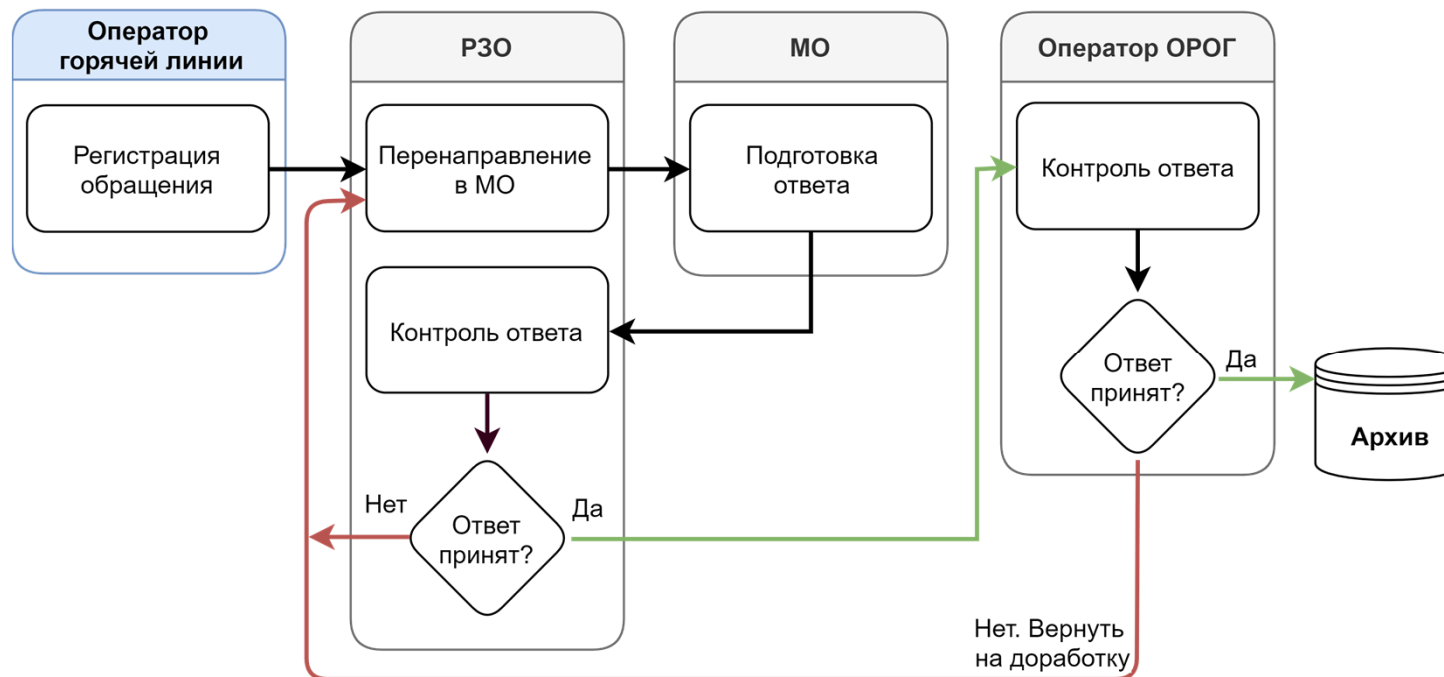 Оператор
горячей линии
РЗО
МО
Оператор ОРОГ
Регистрация
обращения
Перенаправление
в МО
Подготовка
ответа
Контроль ответа
Контроль ответа
Ответ
принят?
Да
Архив
Нет
Ответ
принят?
Да
Нет. Вернуть
на доработку